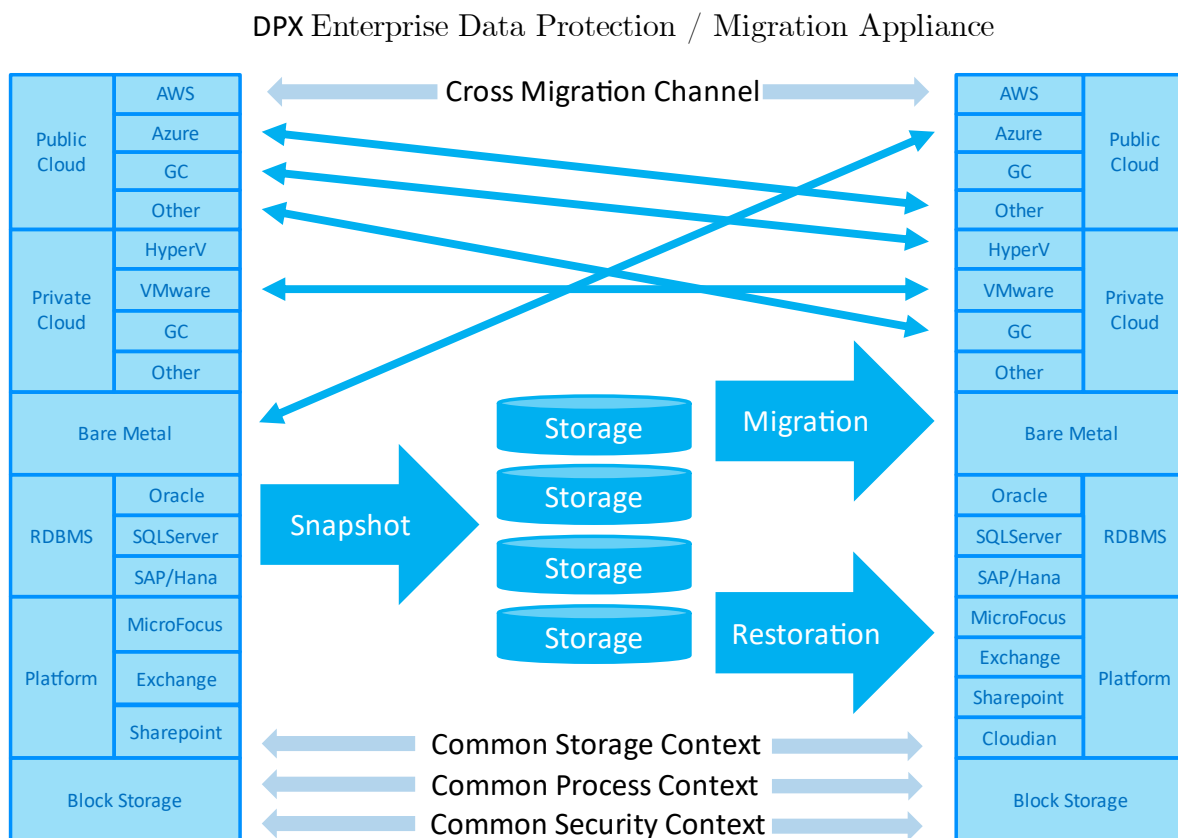 DPX Enterprise Data Protection / Migration Appliance
Cross Migration Channel
Public
Cloud
AWS
Azure
GC
Other
Private
Cloud
HyperV
VMware
GC
Other
Bare Metal
RDBMS
Oracle
SQLServer
SAP/Hana
Platform
MicroFocus
Exchange
Sharepoint
Block Storage
Snapshot
Storage
Storage
Storage
Storage
Migration
Restoration
Common Storage Context
Common Process Context
Common Security Context
AWS
Azure
GC
Other
Public
Cloud
HyperV
VMware
GC
Other
Private
Cloud
Bare Metal
Oracle
SQLServer
SAP/Hana
RDBMS
MicroFocus
Exchange
Sharepoint
Cloudian
Platform
Block Storage